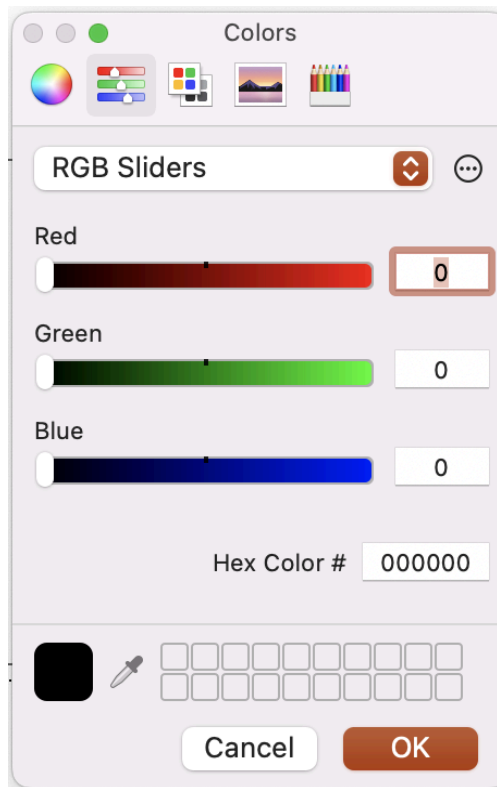 Colors
RGB Sliders
Red
0
Green
0
Blue
0
Hex Color # 000000
Cancel OK